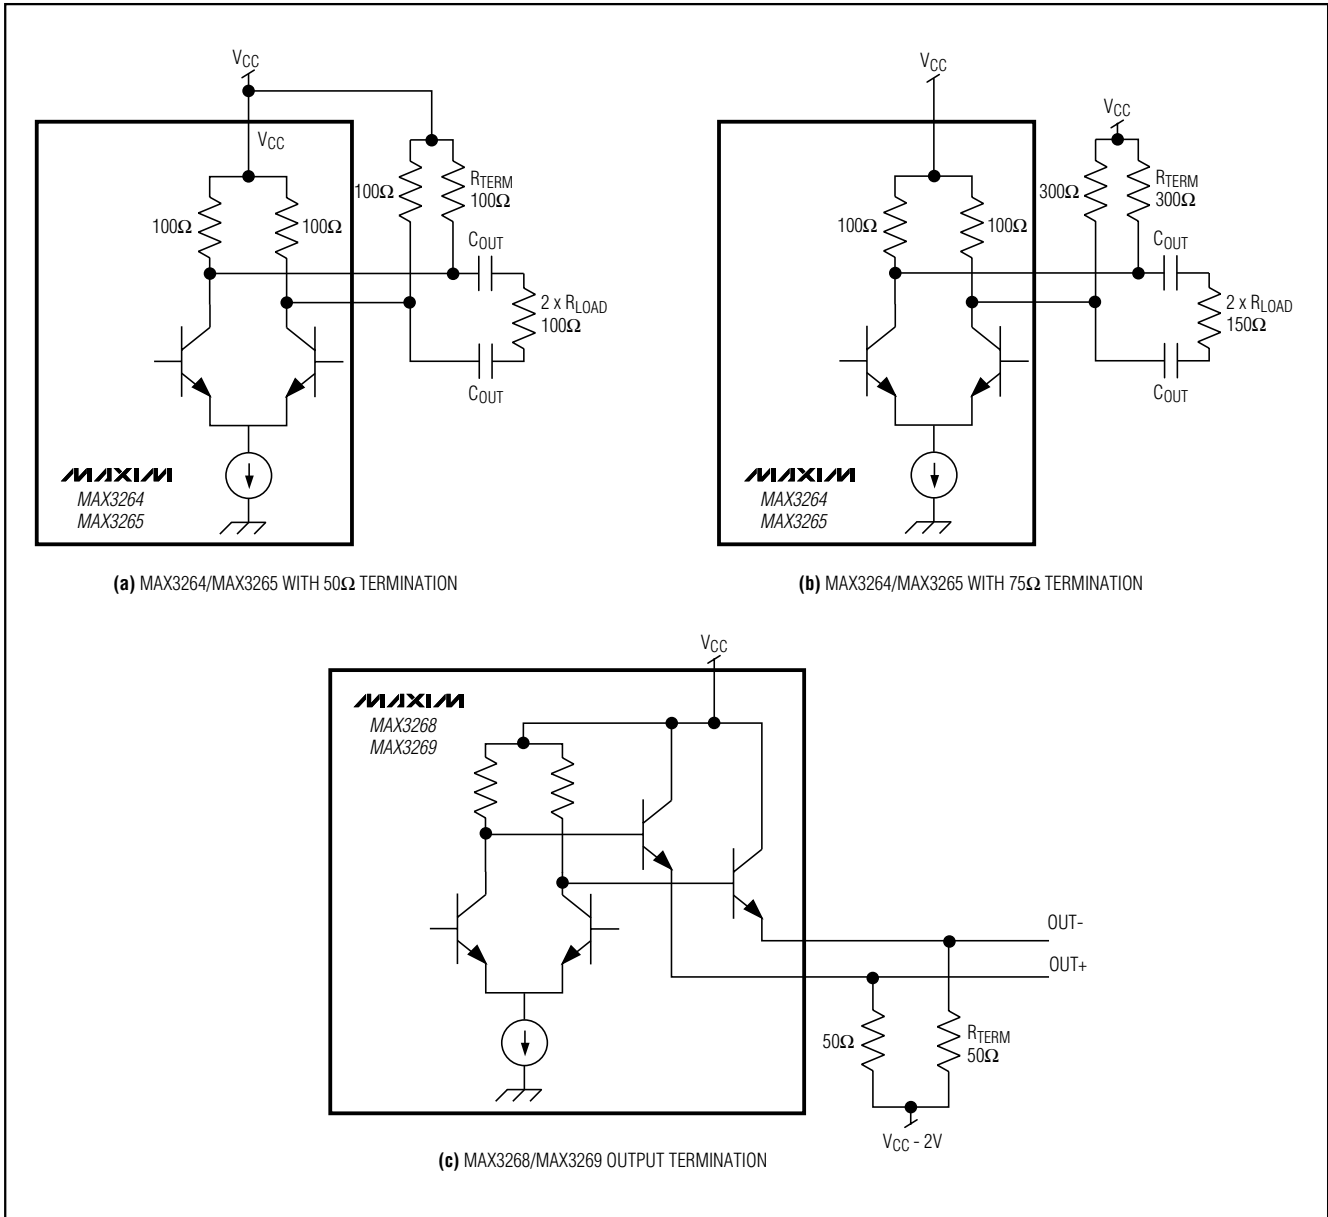 VCC
VCC
100Ω
100Ω
100Ω
RTERM
100Ω
COUT
2 x RLOAD
100Ω
COUT
MAXIM
MAX3264
MAX3265
(a) MAX3264/MAX3265 WITH 50Ω TERMINATION
VCC
VCC
100Ω
100Ω
300Ω
RTERM
300Ω
COUT
2 x RLOAD
150Ω
COUT
MAXIM
MAX3264
MAX3265
(b) MAX3264/MAX3265 WITH 75Ω TERMINATION
VCC
MAXIM
MAX3268
MAX3269
OUT-
OUT+
50Ω
RTERM
50Ω
VCC - 2V
(c) MAX3268/MAX3269 OUTPUT TERMINATION